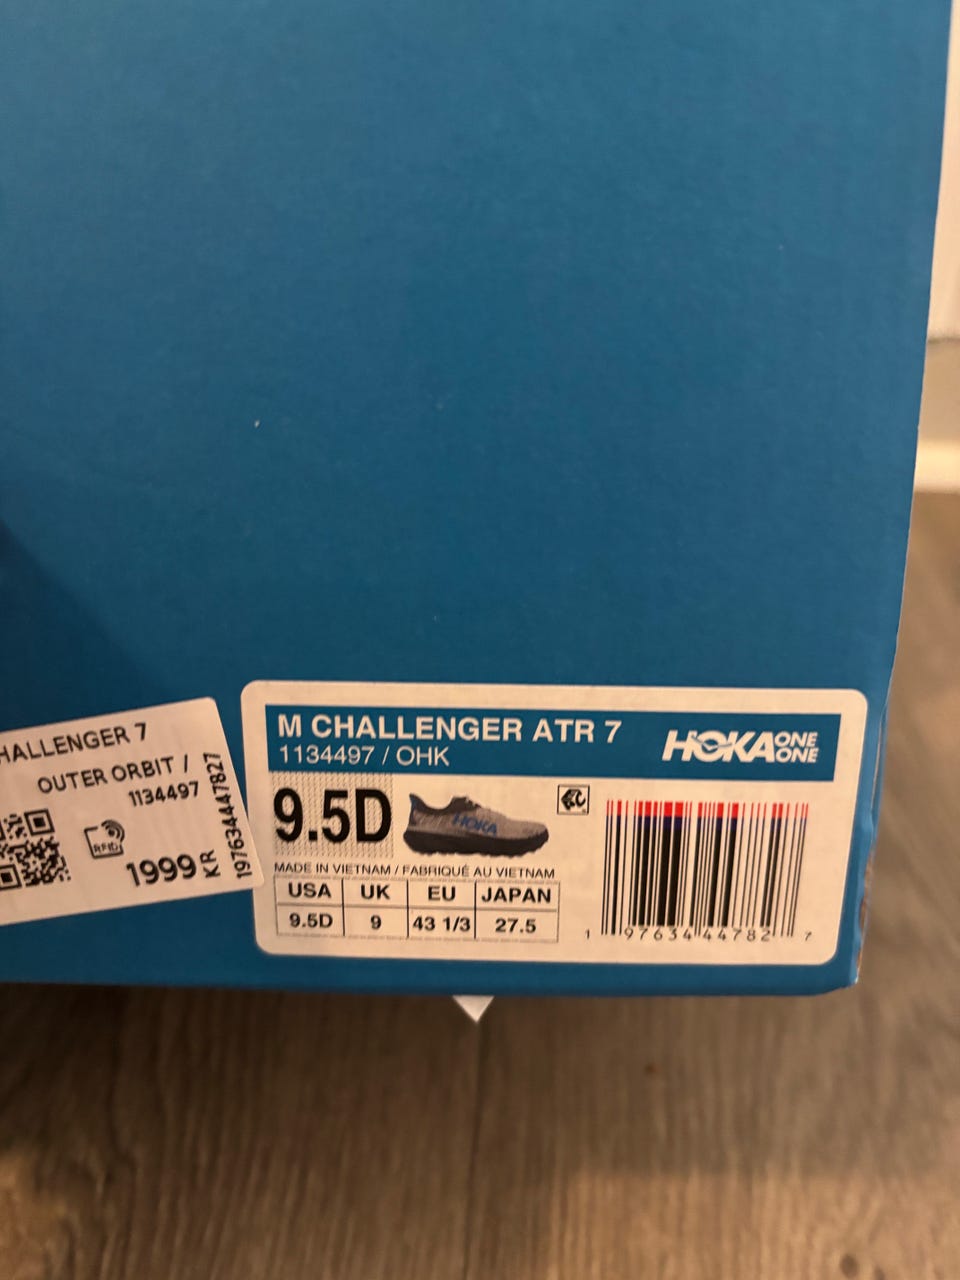 HALLENGER 7
OUTER ORBIT /
1134497
RFID
1999 KR
197634447827
M CHALLENGER ATR 7
1134497 / OHK
HOKA ONE ONE
9.5D
HOKA
MADE IN VIETNAM / FABRIQUÉ AU VIETNAM
USA UK EU JAPAN
9.5D 9 43 1/3 27.5
1 97634 44782 7